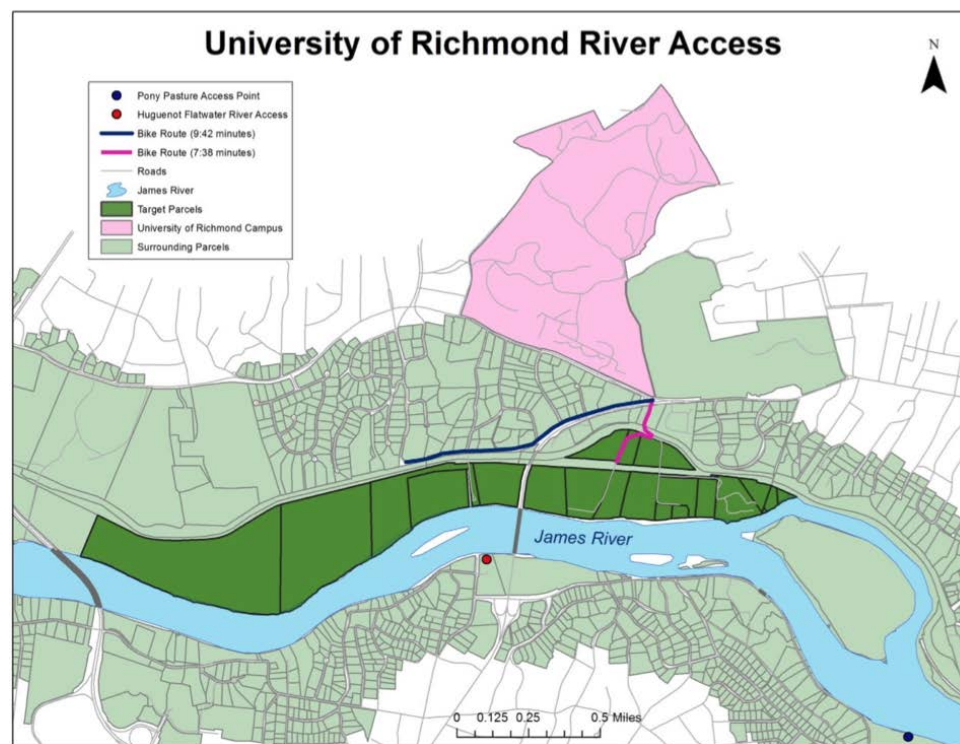 University of Richmond River Access
N
Pony Pasture Access Point
Huguenot Flatwater River Access
Bike Route (9:42 minutes)
Bike Route (7:38 minutes)
Roads
James River
Target Parcels
University of Richmond Campus
Surrounding Parcels
James River
0 0.125 0.25 0.5 Miles